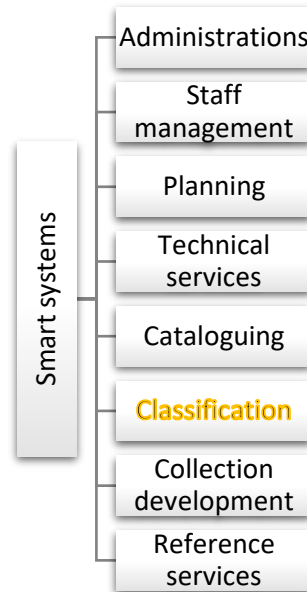 Smart systems
Administrations
Staff
management
Planning
Technical
services
Cataloguing
Classification
Collection
development
Reference
services